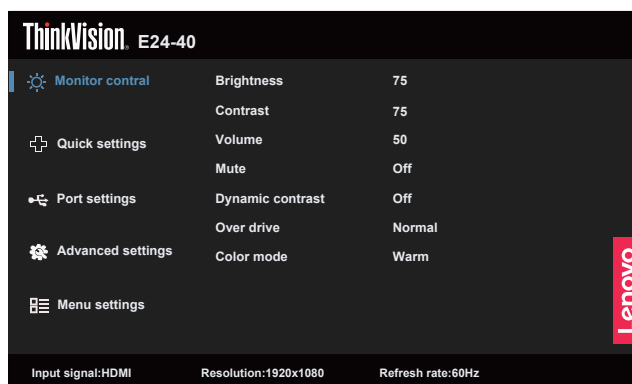 ThinkVision® E24-40
Monitor contral
Brightness 75
Contrast 75
Quick settings
Volume 50
Mute Off
Port settings
Dynamic contrast Off
Over drive Normal
Advanced settings
Color mode Warm
Menu settings
Lenovo
Input signal:HDMI Resolution:1920x1080 Refresh rate:60Hz